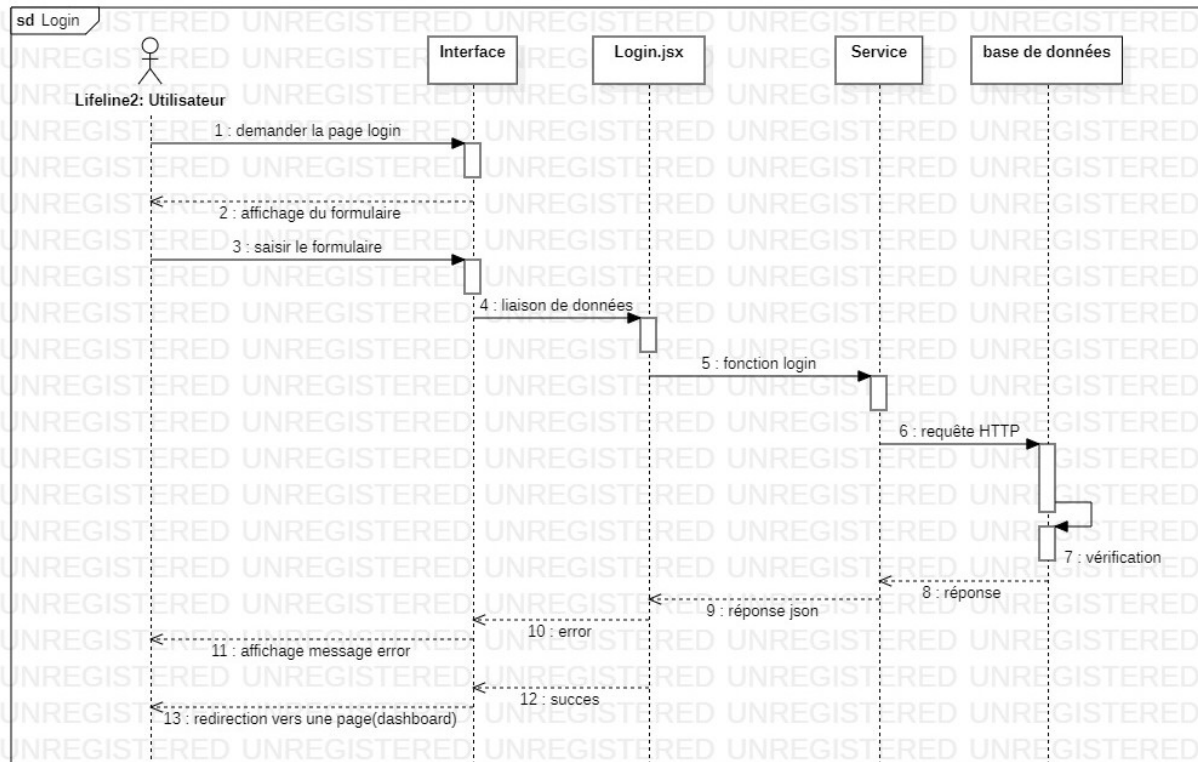 sd Login
Interface
Login.jsx
Service
base de données
Lifeline2: Utilisateur
1 : demander la page login
2 : affichage du formulaire
3 : saisir le formulaire
4 : liaison de données
5 : fonction login
6 : requête HTTP
7 : vérification
8 : réponse
9 : réponse json
10 : error
11 : affichage message error
12 : succes
13 : redirection vers une page(dashboard)
UNREGISTERED